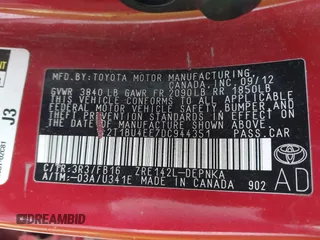 MFD BY:TOYOTA MOTOR MANUFACTURING
CANADA, INC. 09/12
GVWR 3840 LB GAWR FR 2090LB RR 1850LB
THIS VEHICLE CONFORMS TO ALL APPLICABLE
FEDERAL MOTOR VEHICLE SAFETY, BUMPER, AND
THEFT PREVENTION STANDARDS IN EFFECT ON
THE DATE OF MANUFACTURE SHOWN ABOVE.
2T1BU4EE7DC944351
PASS. CAR
C/TR:3R3/FB16 ZRE142L-DEPNKA
A/TM:-03A/U341E MADE IN CANADA 902
TOYOTA
AD
J3
BIDAMKID